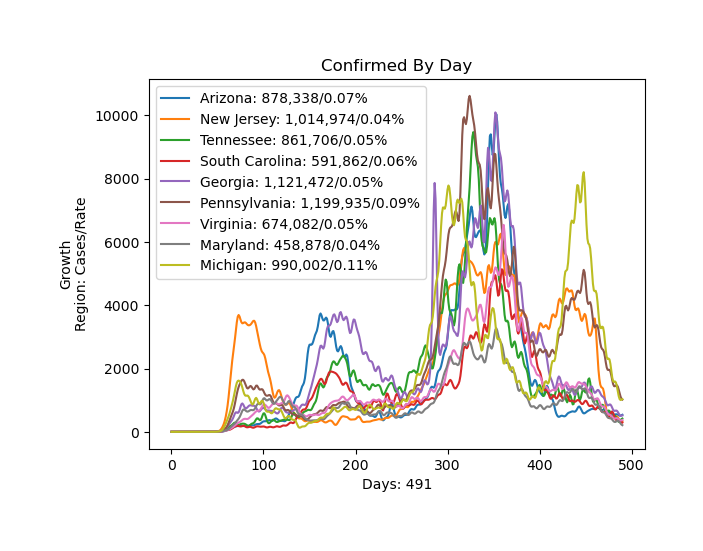 Confirmed By Day
Arizona: 878,338/0.07%
New Jersey: 1,014,974/0.04%
Tennessee: 861,706/0.05%
South Carolina: 591,862/0.06%
Georgia: 1,121,472/0.05%
Pennsylvania: 1,199,935/0.09%
Virginia: 674,082/0.05%
Maryland: 458,878/0.04%
Michigan: 990,002/0.11%
Growth
Region: Cases/Rate
10000
8000
6000
4000
2000
0
0 100 200 300 400 500
Days: 491